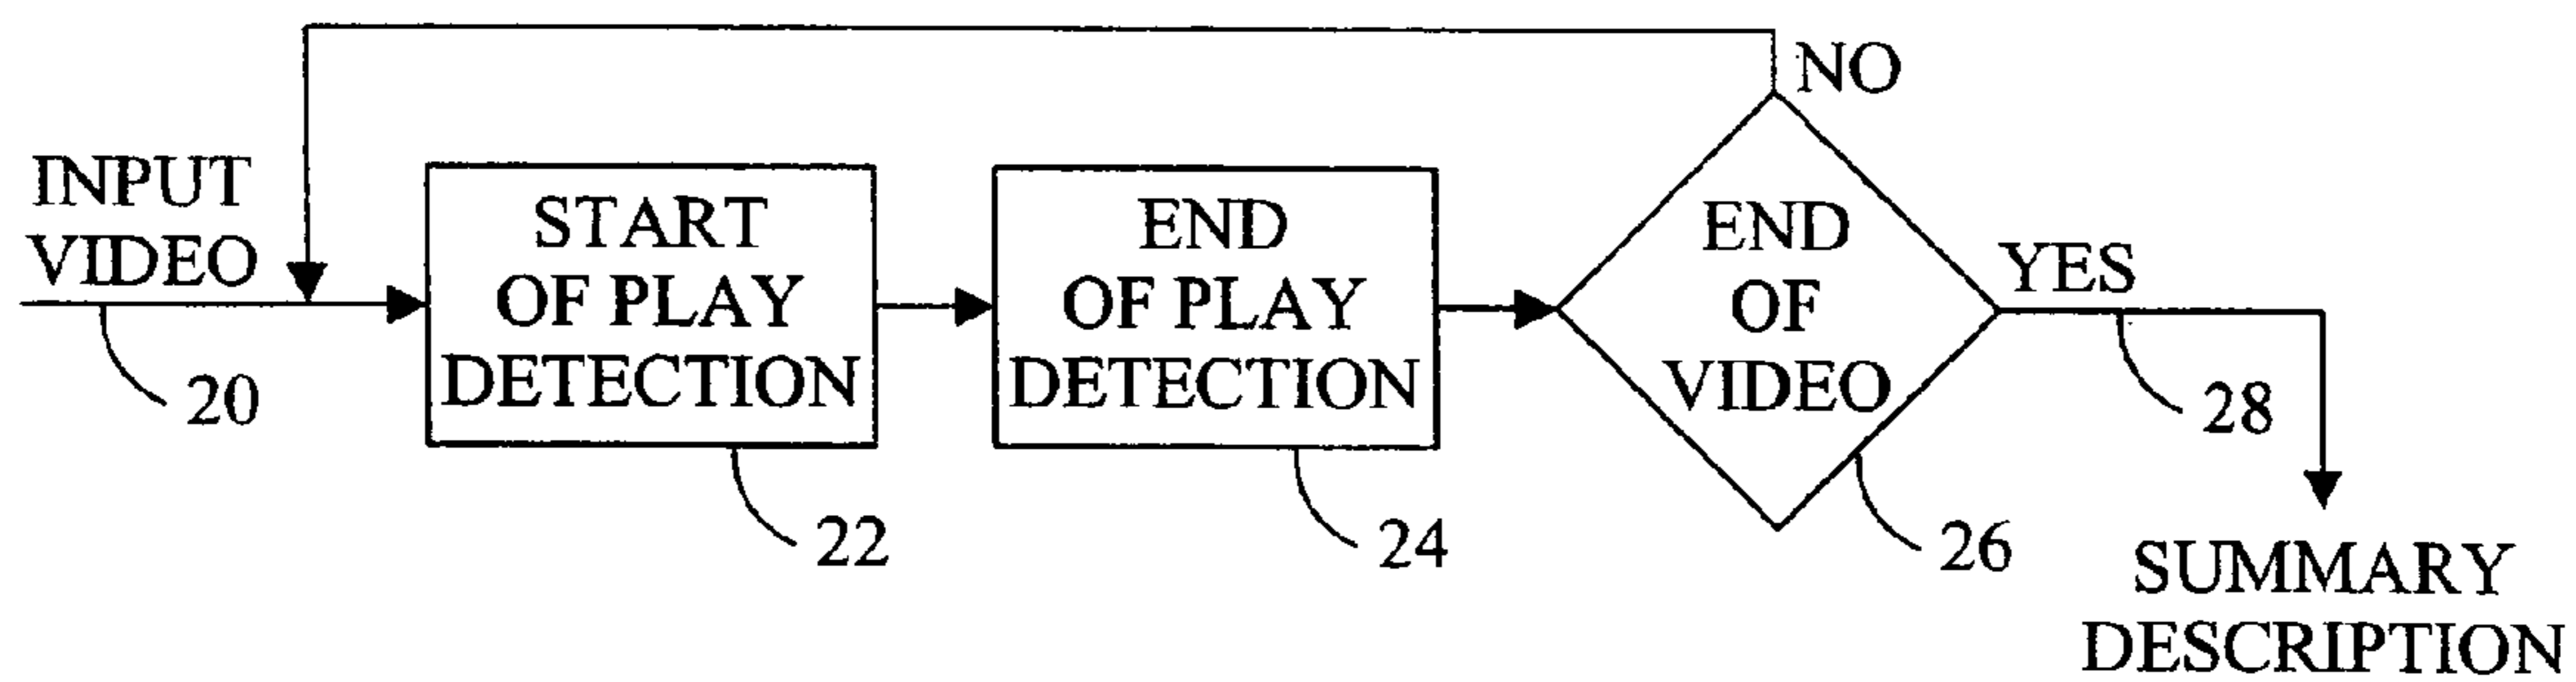 NO
INPUT
VIDEO
START
OF PLAY
DETECTION
END
OF PLAY
DETECTION
END
OF
VIDEO
YES
20
22
24
26
28
SUMMARY
DESCRIPTION